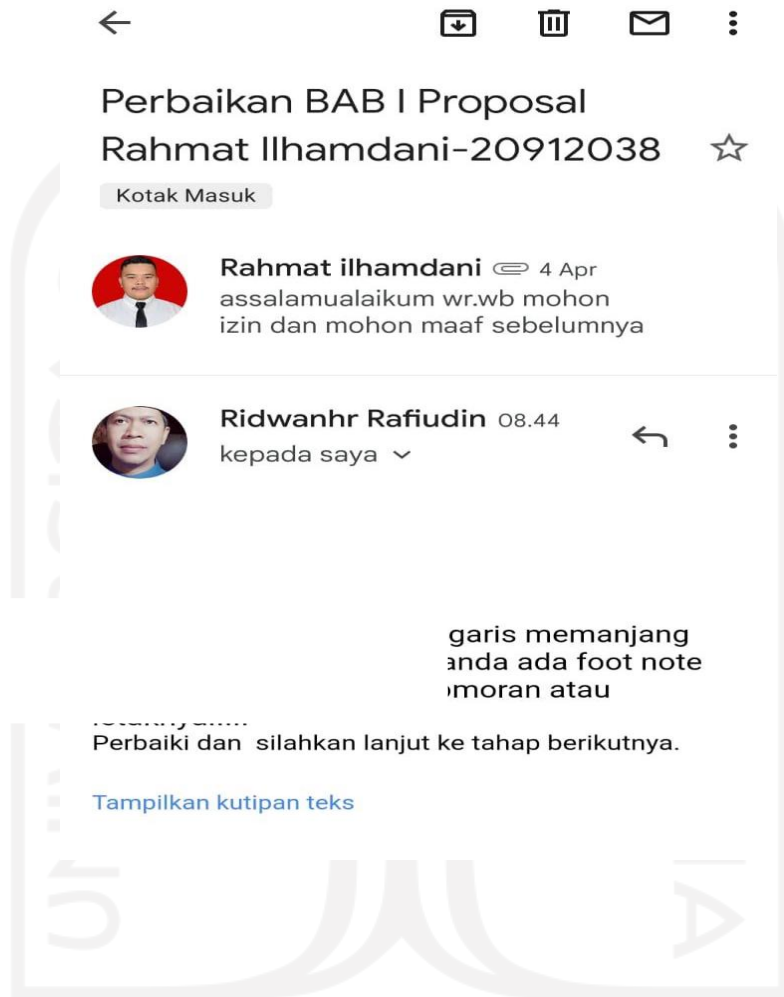 Perbaikan BAB I Proposal
Rahmat Ilhamdani-20912038
Kotak Masuk
Rahmat ilhamdani 4 Apr
assalamualaikum wr.wb mohon
izin dan mohon maaf sebelumnya
Ridwanhr Rafiudin 08.44
kepada saya
garis memanjang
ada foot note
atau
Perbaiki dan silahkan lanjut ke tahap berikutnya.
Tampilkan kutipan teks